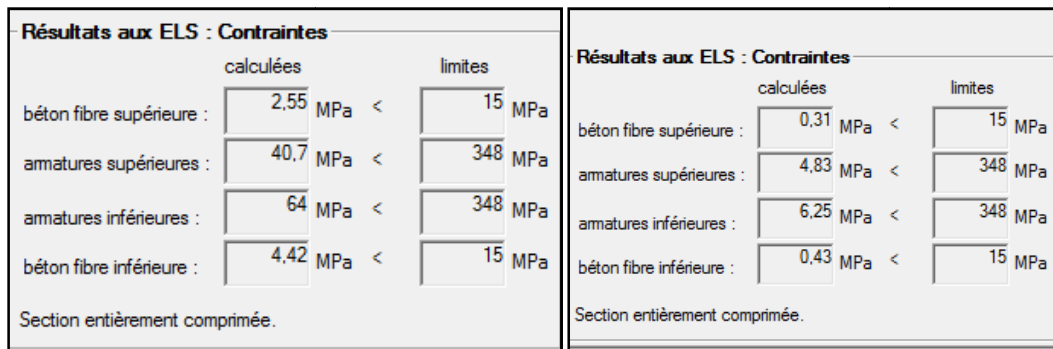 Résultats aux ELS : Contraintes
calculées limites
béton fibre supérieure : 2,55 MPa < 15 MPa
armatures supérieures : 40,7 MPa < 348 MPa
armatures inférieures : 64 MPa < 348 MPa
béton fibre inférieure : 4,42 MPa < 15 MPa
Section entièrement comprimée.
Résultats aux ELS : Contraintes
calculées limites
béton fibre supérieure : 0,31 MPa < 15 MPa
armatures supérieures : 4,83 MPa < 348 MPa
armatures inférieures : 6,25 MPa < 348 MPa
béton fibre inférieure : 0,43 MPa < 15 MPa
Section entièrement comprimée.